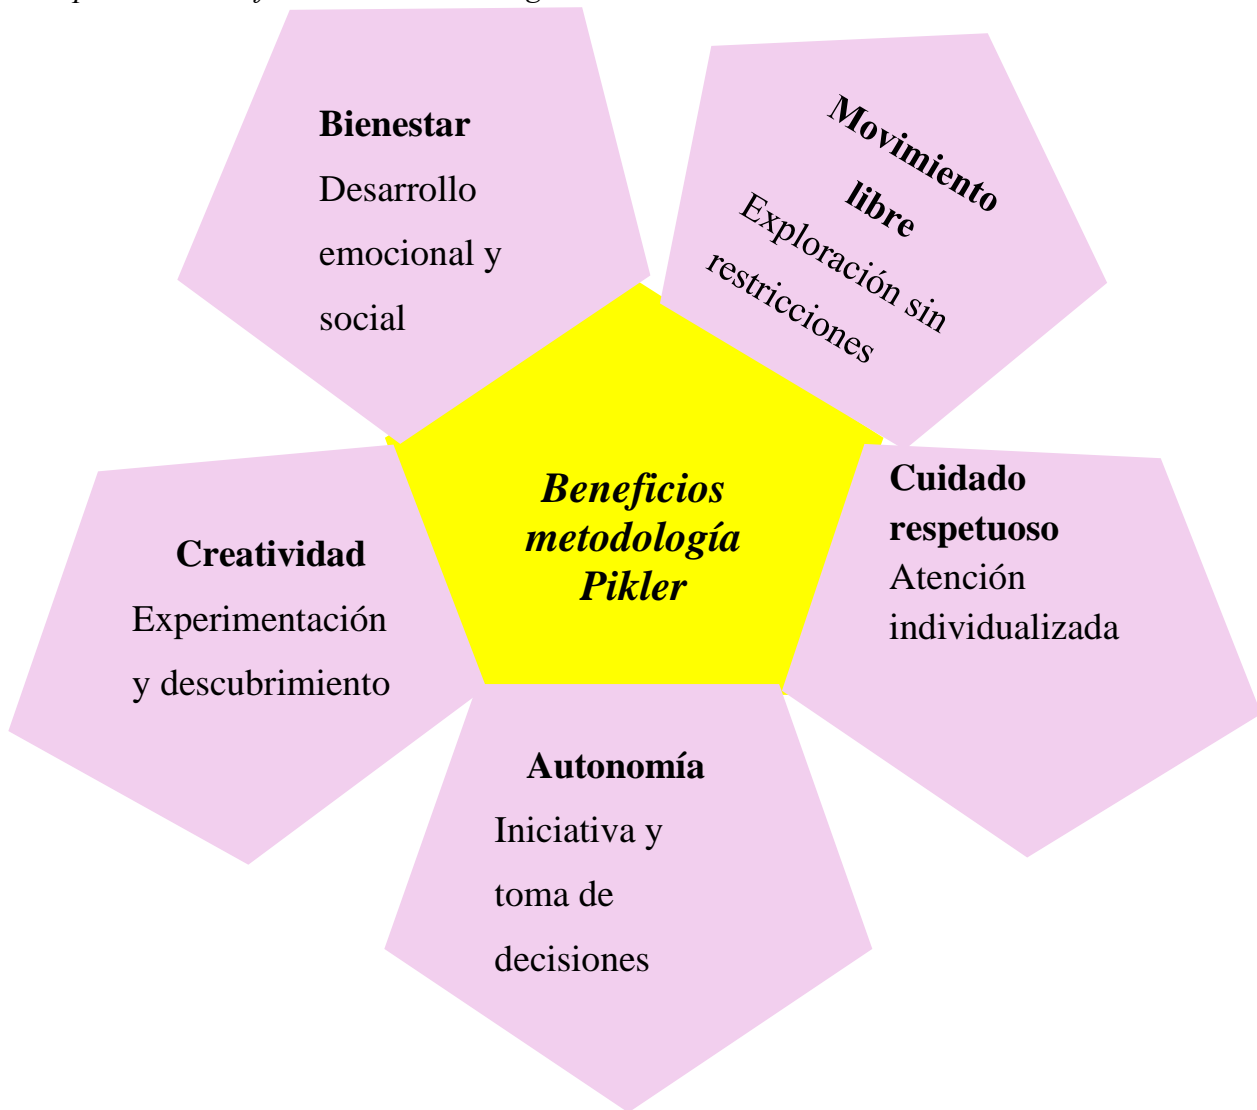 Bienestar
Desarrollo
emocional y
social
Movimiento
libre
Exploración sin
restricciones
Beneficios
metodología
Pikler
Cuidado
respetuoso
Atención
individualizada
Creatividad
Experimentación
y descubrimiento
Autonomía
Iniciativa y
toma de
decisiones